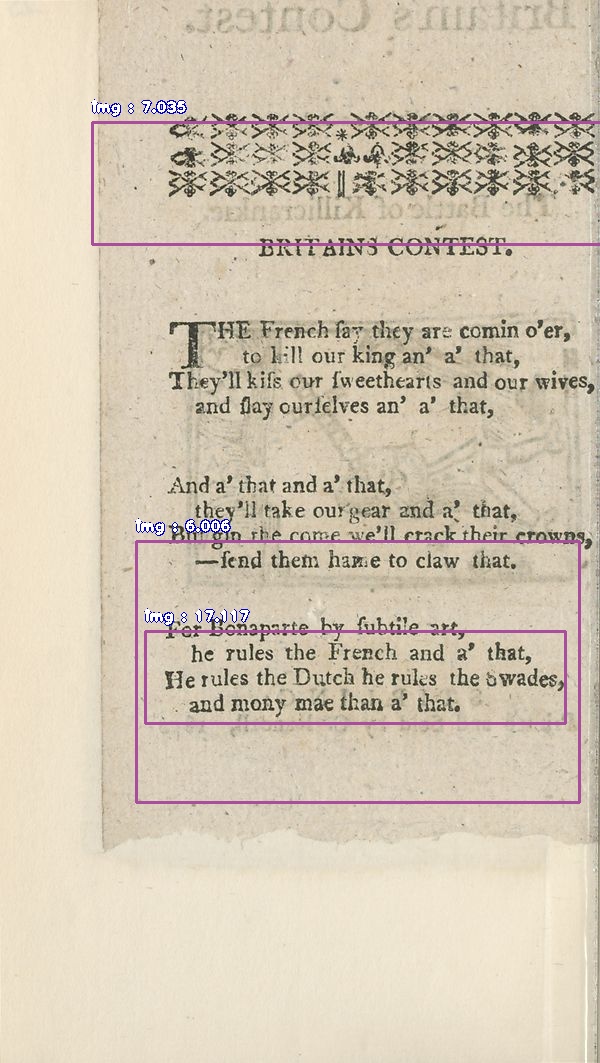 img : 7.035
BRITAINS CONTEST.
THE French ſay they are comin o'er,
to kill our king an' a' that,
They'll kiſs our ſweethearts and our wives,
and ſlay ourſelves an' a' that,
And a' that and a' that,
they'll take our gear and a' that,
img : 6.006
But gin the come we'll crack their crowns,
—ſend them hame to claw that.
img : 17.117
For Bonaparte by ſubtile art,
he rules the French and a' that,
He rules the Dutch he rules the Swades,
and mony mae than a' that.